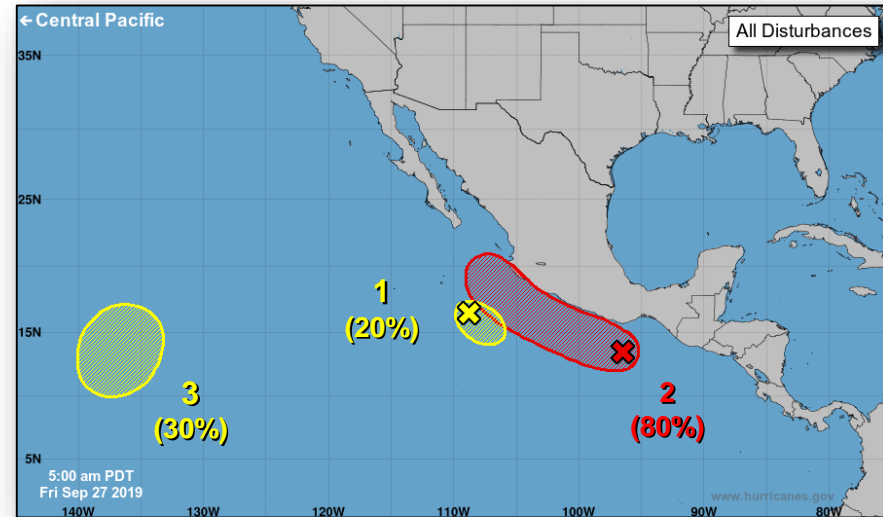 ← Central Pacific
All Disturbances
35N
25N
1
(20%)
15N
3
(30%)
2
(80%)
5N
5:00 am PDT
Fri Sep 27 2019
www.hurricanes.gov
140W 130W 120W 110W 100W 90W 80W